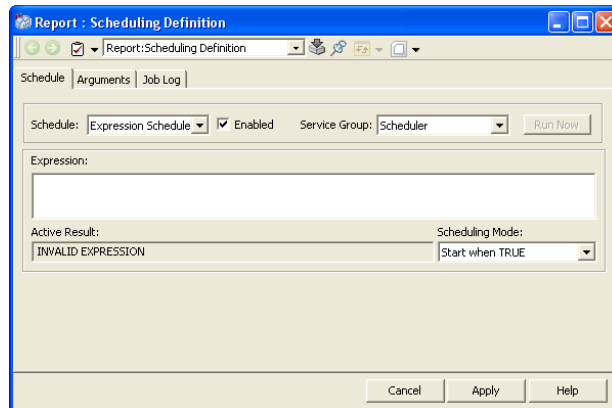 Report : Scheduling Definition
Report:Scheduling Definition
Schedule Arguments Job Log
Schedule: Expression Schedule Enabled Service Group: Scheduler Run Now
Expression:
Active Result: Scheduling Mode:
INVALID EXPRESSION Start when TRUE
Cancel Apply Help